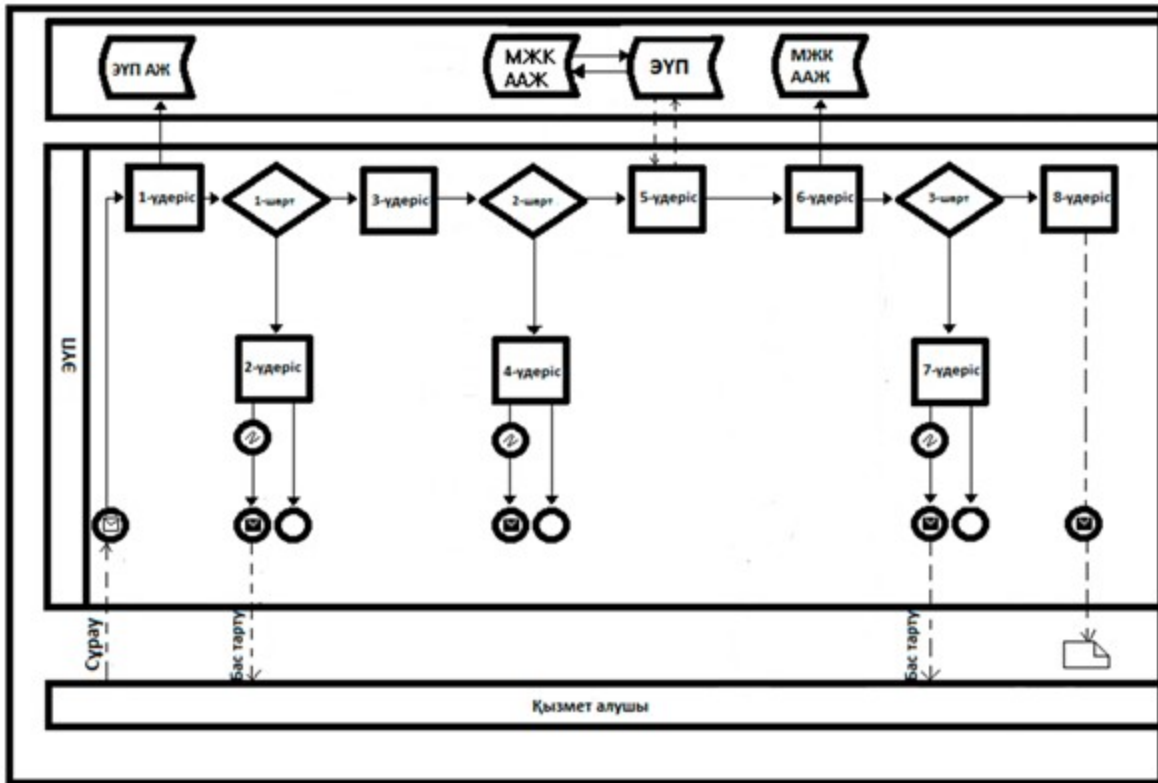 ЭҮП АЖ
МЖК
ААЖ
ЭҮП
МЖК
ААЖ
ЭҮП
1-үдеріс
1-шарт
3-үдеріс
2-шарт
5-үдеріс
6-үдеріс
3-шарт
8-үдеріс
2-үдеріс
4-үдеріс
7-үдеріс
Сұрау
Бас тарту
Бас тарту
Қызмет алушы